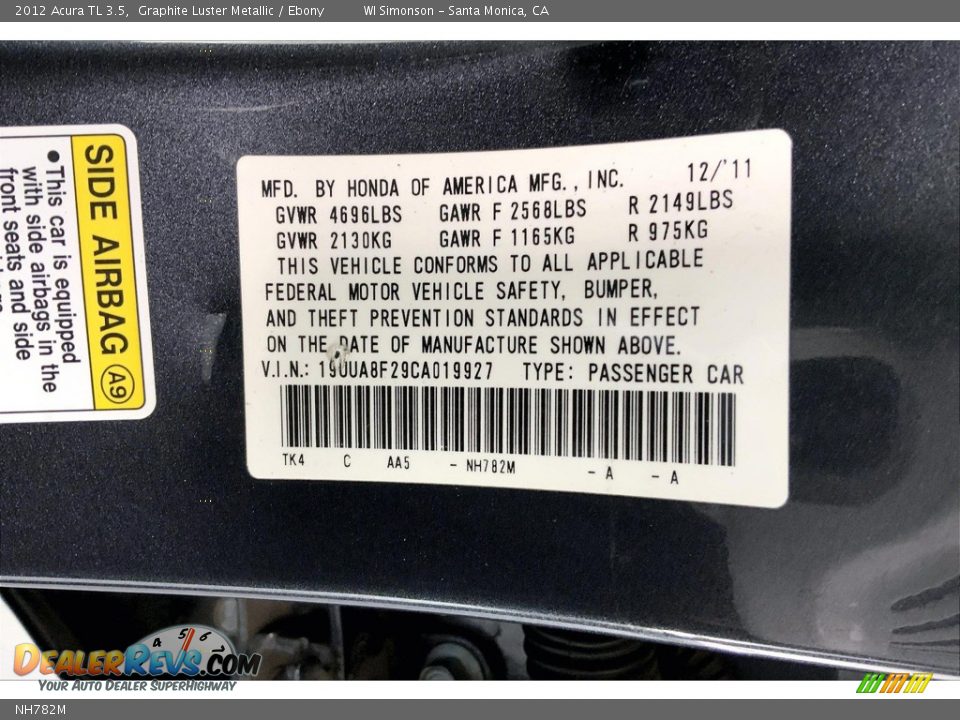 2012 Acura TL 3.5, Graphite Luster Metallic / Ebony WI Simonson – Santa Monica, CA
SIDE AIRBAG A9
●This car is equipped
with side airbags in the
front seats and side
MFD. BY HONDA OF AMERICA MFG., INC. 12/'11
GVWR 4696LBS GAWR F 2568LBS R 2149LBS
GVWR 2130KG GAWR F 1165KG R 975KG
THIS VEHICLE CONFORMS TO ALL APPLICABLE
FEDERAL MOTOR VEHICLE SAFETY, BUMPER,
AND THEFT PREVENTION STANDARDS IN EFFECT
ON THE DATE OF MANUFACTURE SHOWN ABOVE.
V.I.N.: 19UUA8F29CA019927 TYPE: PASSENGER CAR
TK4 C AA5 – NH782M – A – A
4 5 6
DEALERREVS.COM
YOUR AUTO DEALER SUPERHIGHWAY
NH782M